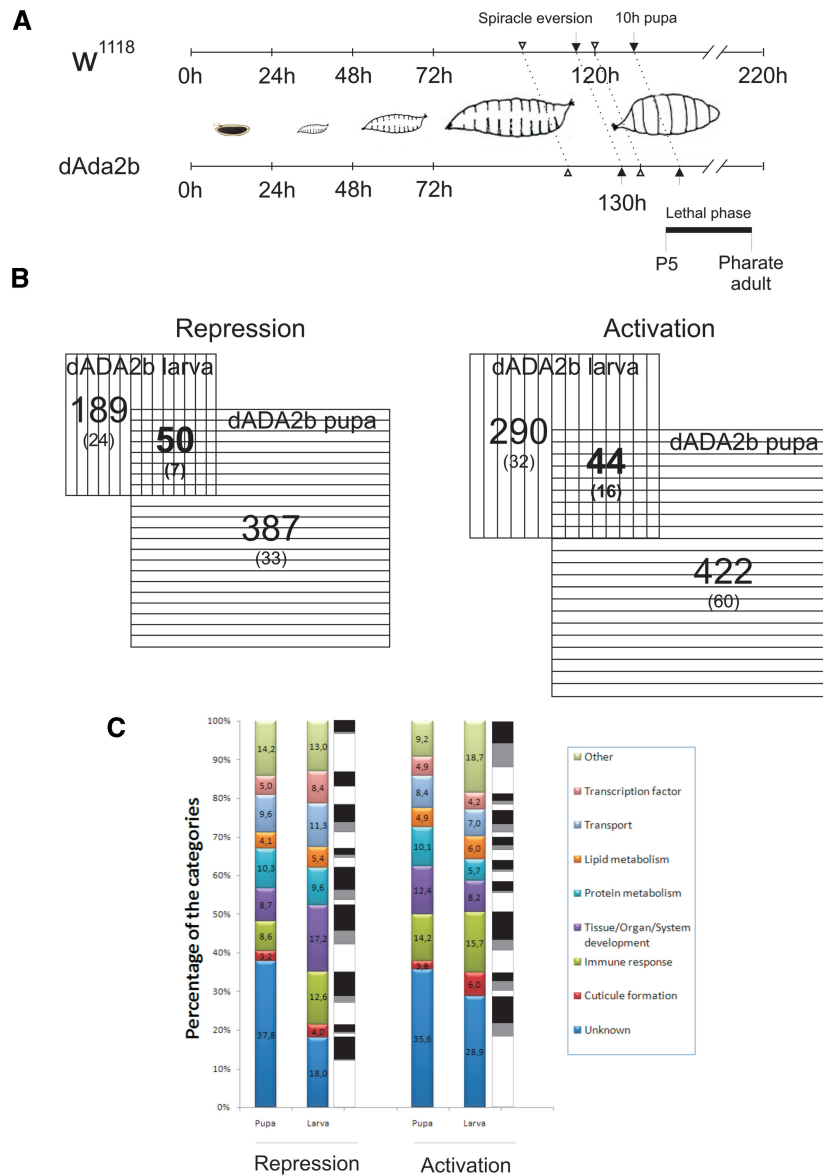 A
Spiracle eversion 10h pupa
w1118
0h 24h 48h 72h 120h 220h
dAda2b
0h 24h 48h 72h 130h
Lethal phase
P5 Pharate
adult
B
Repression Activation
dADA2b larva dADA2b larva
189 dADA2b pupa 290 dADA2b pupa
(24) 50 (32) 44
(7) (16)
387 422
(33) (60)
C
Percentage of the categories
100%
90%
80%
70%
60%
50%
40%
30%
20%
10%
0%
14,2 13,0 9,2 18,7
5,0 8,4 4,9 4,2
9,6 11,3 8,4 7,0
4,1 5,4 4,9 6,0
10,3 9,6 10,1 5,7
8,7 17,2 12,4 8,2
8,6 12,6 14,2 15,7
3,2 4,0 3,8 6,0
37,8 18,0 35,6 28,9
Pupa Larva Pupa Larva
Repression Activation
Other
Transcription factor
Transport
Lipid metabolism
Protein metabolism
Tissue/Organ/System
development
Immune response
Cuticule formation
Unknown